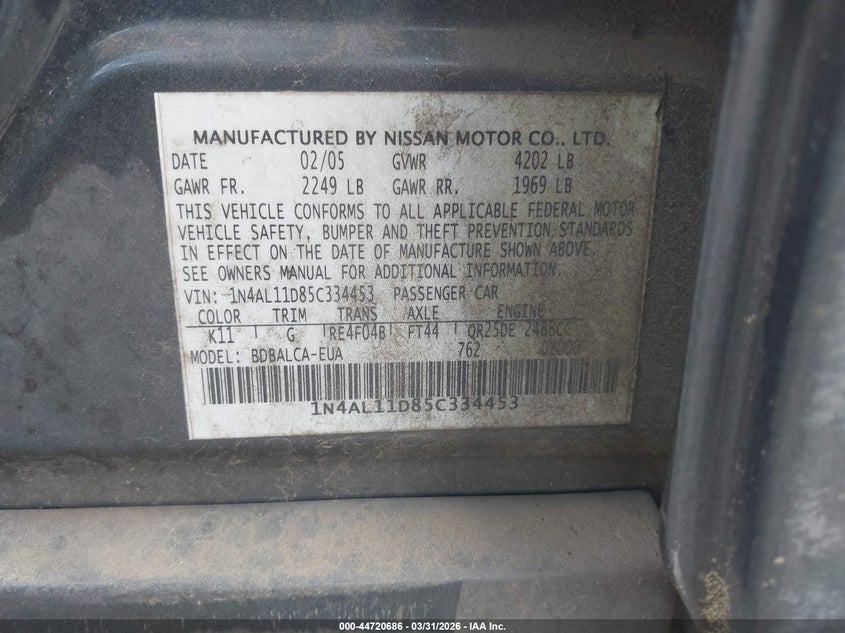 MANUFACTURED BY NISSAN MOTOR CO., LTD.
DATE 02/05 GVWR 4202 LB
GAWR FR. 2249 LB GAWR RR. 1969 LB
THIS VEHICLE CONFORMS TO ALL APPLICABLE FEDERAL MOTOR
VEHICLE SAFETY, BUMPER AND THEFT PREVENTION STANDARDS
IN EFFECT ON THE DATE OF MANUFACTURE SHOWN ABOVE.
SEE OWNERS MANUAL FOR ADDITIONAL INFORMATION.
VIN: 1N4AL11D85C334453 PASSENGER CAR
COLOR TRIM TRANS AXLE ENGINE
K11 G RE4F04B FT44 QR25DE 2488CC
MODEL: BDBALCA-EUA 762
1N4AL11D85C334453
000-44720686 - 03/31/2026 - IAA Inc.